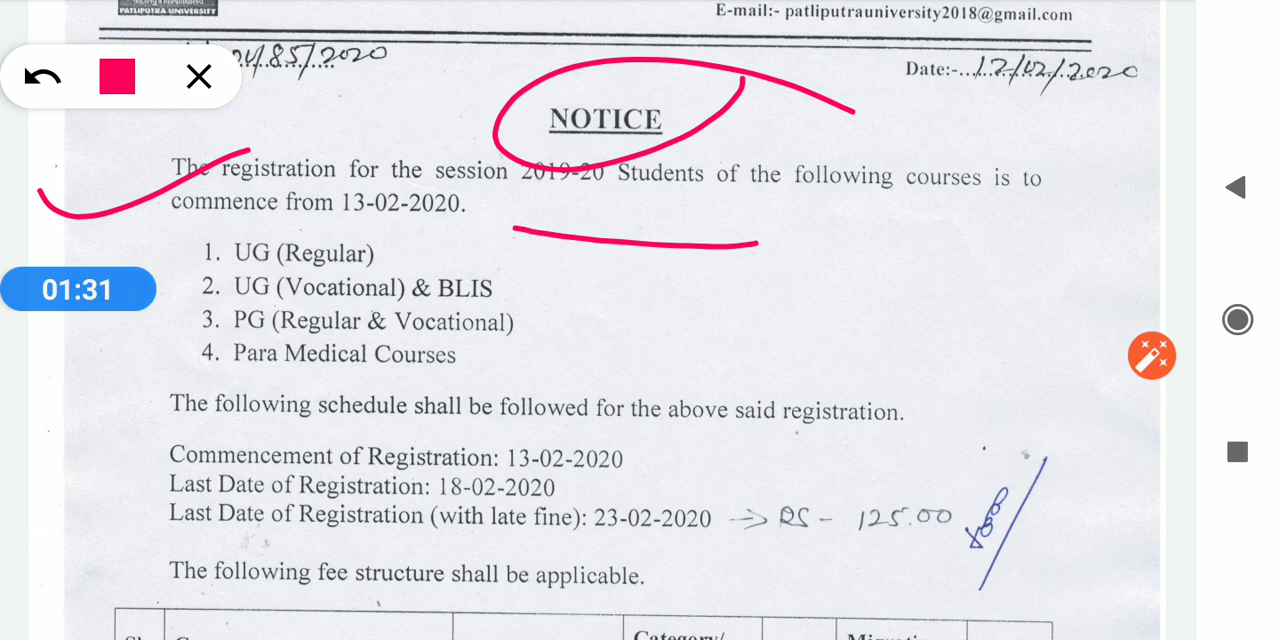 PATLIPUTRA UNIVERSITY
E-mail:- patliputrauniversity2018@gmail.com
Date:-...12/02/2020
NOTICE
The registration for the session 2019-20 Students of the following courses is to
commence from 13-02-2020.
1. UG (Regular)
2. UG (Vocational) & BLIS
3. PG (Regular & Vocational)
4. Para Medical Courses
01:31
The following schedule shall be followed for the above said registration.
Commencement of Registration: 13-02-2020
Last Date of Registration: 18-02-2020
Last Date of Registration (with late fine): 23-02-2020 → RS - 125.00
The following fee structure shall be applicable.
Category/